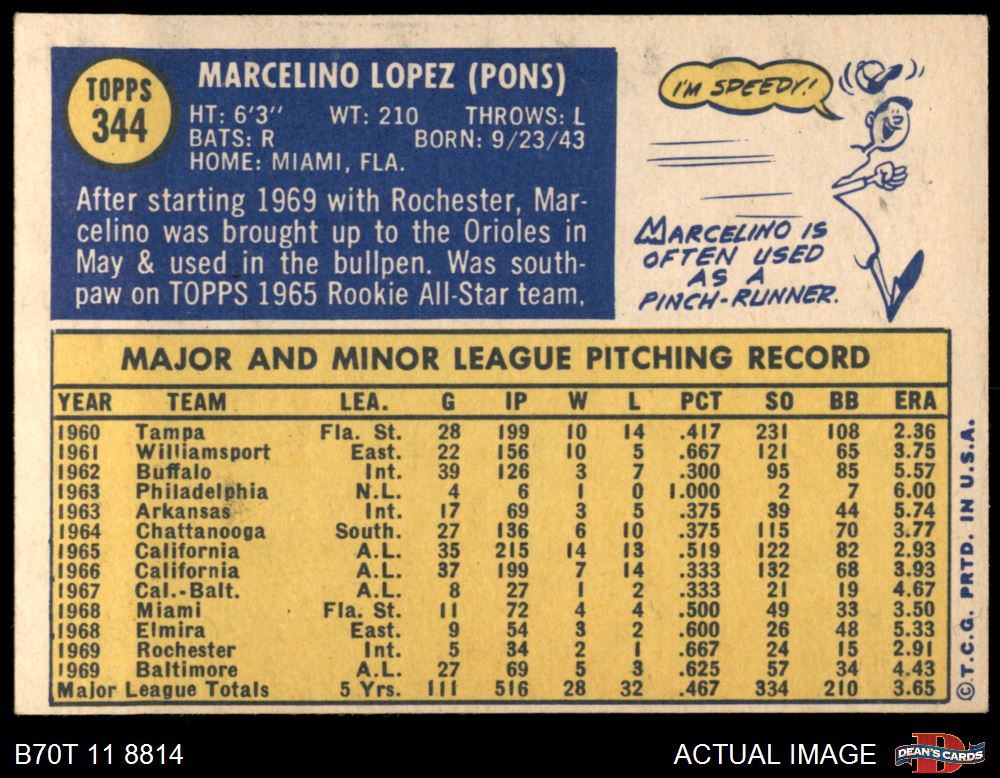 TOPPS
344
MARCELINO LOPEZ (PONS)
HT: 6'3" WT: 210 THROWS: L
BATS: R BORN: 9/23/43
HOME: MIAMI, FLA.
After starting 1969 with Rochester, Mar-
celino was brought up to the Orioles in
May & used in the bullpen. Was south-
paw on TOPPS 1965 Rookie All-Star team.
I'M SPEEDY!
MARCELINO IS
OFTEN USED
AS A
PINCH-RUNNER.
MAJOR AND MINOR LEAGUE PITCHING RECORD
YEAR TEAM LEA. G IP W L PCT SO BB ERA
1960 Tampa Fla. St. 28 199 10 14 .417 231 108 2.36
1961 Williamsport East. 22 156 10 5 .667 121 65 3.75
1962 Buffalo Int. 39 126 3 7 .300 95 85 5.57
1963 Philadelphia N.L. 4 6 1 0 1.000 2 7 6.00
1963 Arkansas Int. 17 69 3 5 .375 39 44 5.74
1964 Chattanooga South. 27 136 6 10 .375 115 70 3.77
1965 California A.L. 35 215 14 13 .519 122 82 2.93
1966 California A.L. 37 199 7 14 .333 132 68 3.93
1967 Cal.-Balt. A.L. 8 27 1 2 .333 21 19 4.67
1968 Miami Fla. St. 11 72 4 4 .500 49 33 3.50
1968 Elmira East. 9 54 3 2 .600 26 48 5.33
1969 Rochester Int. 5 34 2 1 .667 24 15 2.91
1969 Baltimore A.L. 27 69 5 3 .625 57 34 4.43
Major League Totals 5 Yrs. 111 516 28 32 .467 334 210 3.65
©T.C.G. PRTD. IN U.S.A.
B70T 11 8814
ACTUAL IMAGE
DEAN'S CARDS